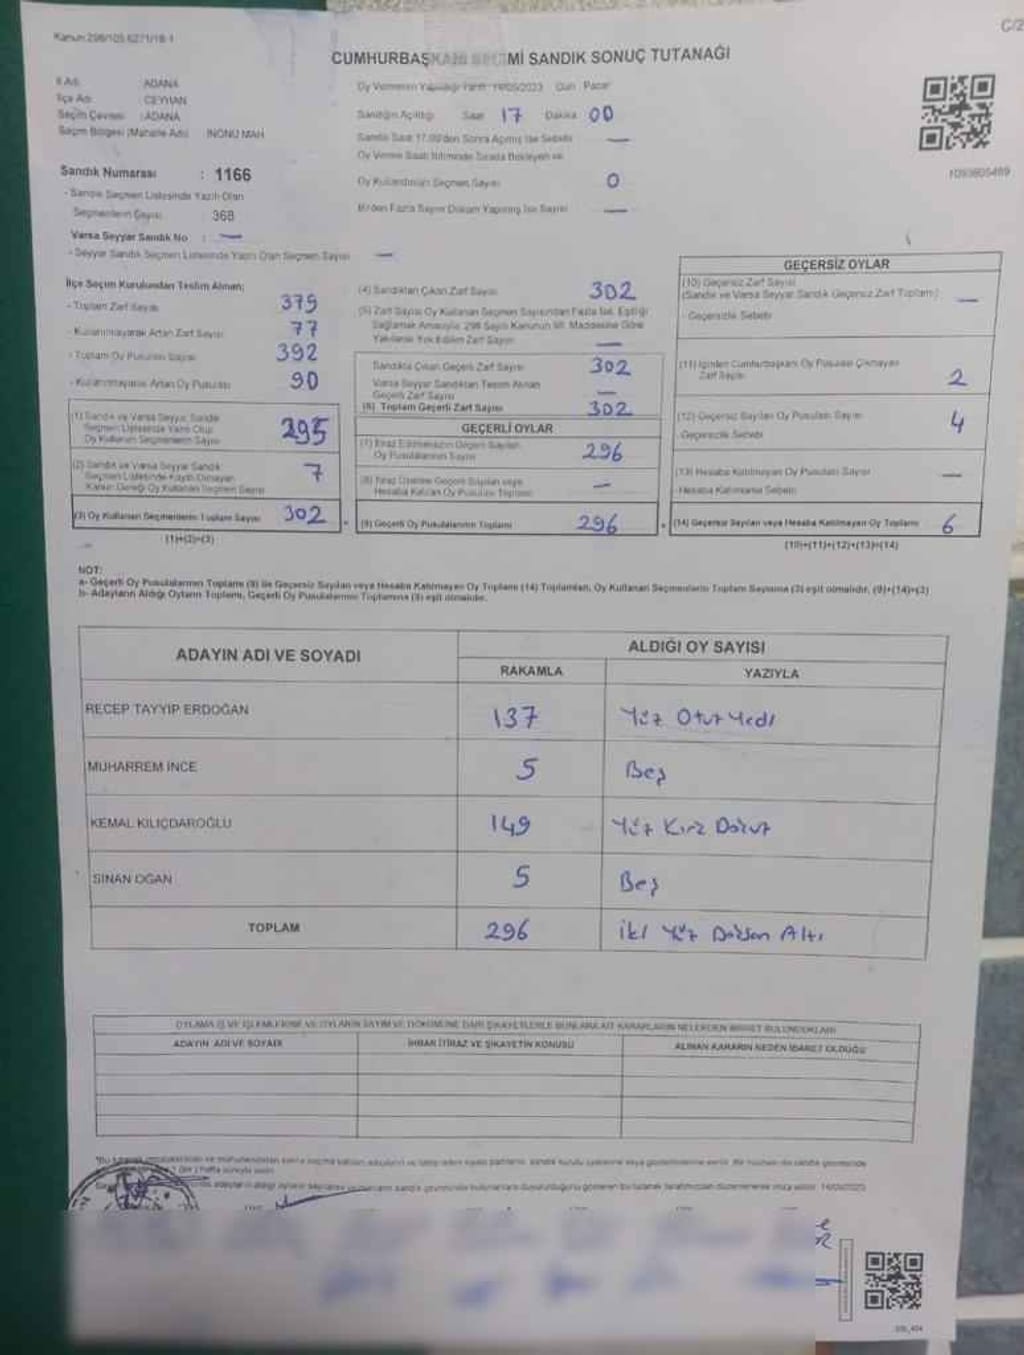 Kanun 298/105 6271/18-1
C/2
CUMHURBAŞKANI SEÇİMİ SANDIK SONUÇ TUTANAĞI
İl Adı : ADANA
İlçe Adı : CEYHAN
Seçim Çevresi : ADANA
Seçim Bölgesi (Mahalle Adı) İNÖNÜ MAH
Oy Vermenin Yapıldığı Tarih 14/05/2023 Gün Pazar
Sandığın Açıldığı Saat 17 Dakika 00
Sandık Saat 17.00'den Sonra Açılmış İse Sebebi —
Oy Verme Saati Bitiminde Sırada Bekleyen ve
Oy Kullandırılan Seçmen Sayısı 0
Birden Fazla Sayım Döküm Yapılmış İse Sayısı —
Sandık Numarası : 1166
- Sandık Seçmen Listesinde Yazılı Olan
Seçmenlerin Sayısı : 368
Varsa Seyyar Sandık No : —
- Seyyar Sandık Seçmen Listesinde Yazılı Olan Seçmen Sayısı —
İlçe Seçim Kurulundan Teslim Alınan:
- Toplam Zarf Sayısı 375
- Kullanılmayarak Artan Zarf Sayısı 77
- Toplam Oy Pusulası Sayısı 392
- Kullanılmayarak Artan Oy Pusulası 90
(1) Sandık ve Varsa Seyyar Sandık
Seçmen Listesinde Yazılı Olup
Oy Kullanan Seçmenlerin Sayısı 295
(2) Sandık ve Varsa Seyyar Sandık
Seçmen Listesinde Kayıtlı Olmayan
Kanun Gereği Oy Kullanan Seçmen Sayısı 7
(3) Oy Kullanan Seçmenlerin Toplam Sayısı 302
(1)+(2)=(3)
(4) Sandıktan Çıkan Zarf Sayısı 302
(5) Zarf Sayısı Oy Kullanan Seçmen Sayısından Fazla İse, Eşitliği
Sağlamak Amacıyla, 298 Sayılı Kanunun 98. Maddesine Göre
Yakılarak Yok Edilen Zarf Sayısı —
Sandıkta Çıkan Geçerli Zarf Sayısı 302
Varsa Seyyar Sandıktan Teslim Alınan
Geçerli Zarf Sayısı —
(6) Toplam Geçerli Zarf Sayısı 302
GEÇERLİ OYLAR
(7) İtiraz Edilmeksizin Geçerli Sayılan
Oy Pusulalarının Sayısı 296
(8) İtiraz Üzerine Geçerli Sayılan veya
Hesaba Katılan Oy Pusulası Toplamı —
(9) Geçerli Oy Pusulalarının Toplamı 296
GEÇERSİZ OYLAR
(10) Geçersiz Zarf Sayısı
(Sandık ve Varsa Seyyar Sandık Geçersiz Zarf Toplamı) —
Geçersizlik Sebebi
(11) İçinden Cumhurbaşkanı Oy Pusulası Çıkmayan
Zarf Sayısı 2
(12) Geçersiz Sayılan Oy Pusulası Sayısı 4
Geçersizlik Sebebi
(13) Hesaba Katılmayan Oy Pusulası Sayısı —
Hesaba Katılmama Sebebi
(14) Geçersiz Sayılan veya Hesaba Katılmayan Oy Toplamı 6
(10)+(11)+(12)+(13)=(14)
NOT:
a- Geçerli Oy Pusulalarının Toplamı (9) ile Geçersiz Sayılan veya Hesaba Katılmayan Oy Toplamı (14) Toplamları, Oy Kullanan Seçmenlerin Toplam Sayısına (3) eşit olmalıdır. (9)+(14)=(3)
b- Adayların Aldığı Oyların Toplamı, Geçerli Oy Pusulalarının Toplamına (9) eşit olmalıdır.
ADAYIN ADI VE SOYADI
ALDIĞI OY SAYISI
RAKAMLA YAZIYLA
RECEP TAYYİP ERDOĞAN 137 Yüz Otuz Yedi
MUHARREM İNCE 5 Beş
KEMAL KILIÇDAROĞLU 149 Yüz Kırk Dokuz
SİNAN OĞAN 5 Beş
TOPLAM 296 İki Yüz Doksan Altı
OYLAMA İŞ VE İŞLEMLERİNE VE OYLARIN SAYIM VE DÖKÜMÜNE DAİR ŞİKAYETLERLE BUNLARA AİT KARARLARIN NELERDEN İBARET BULUNDUKLARI
ADAYIN ADI VE SOYADI İHBAR İTİRAZ VE ŞİKAYETİN KONUSU ALINAN KARARIN NEDEN İBARET OLDUĞU